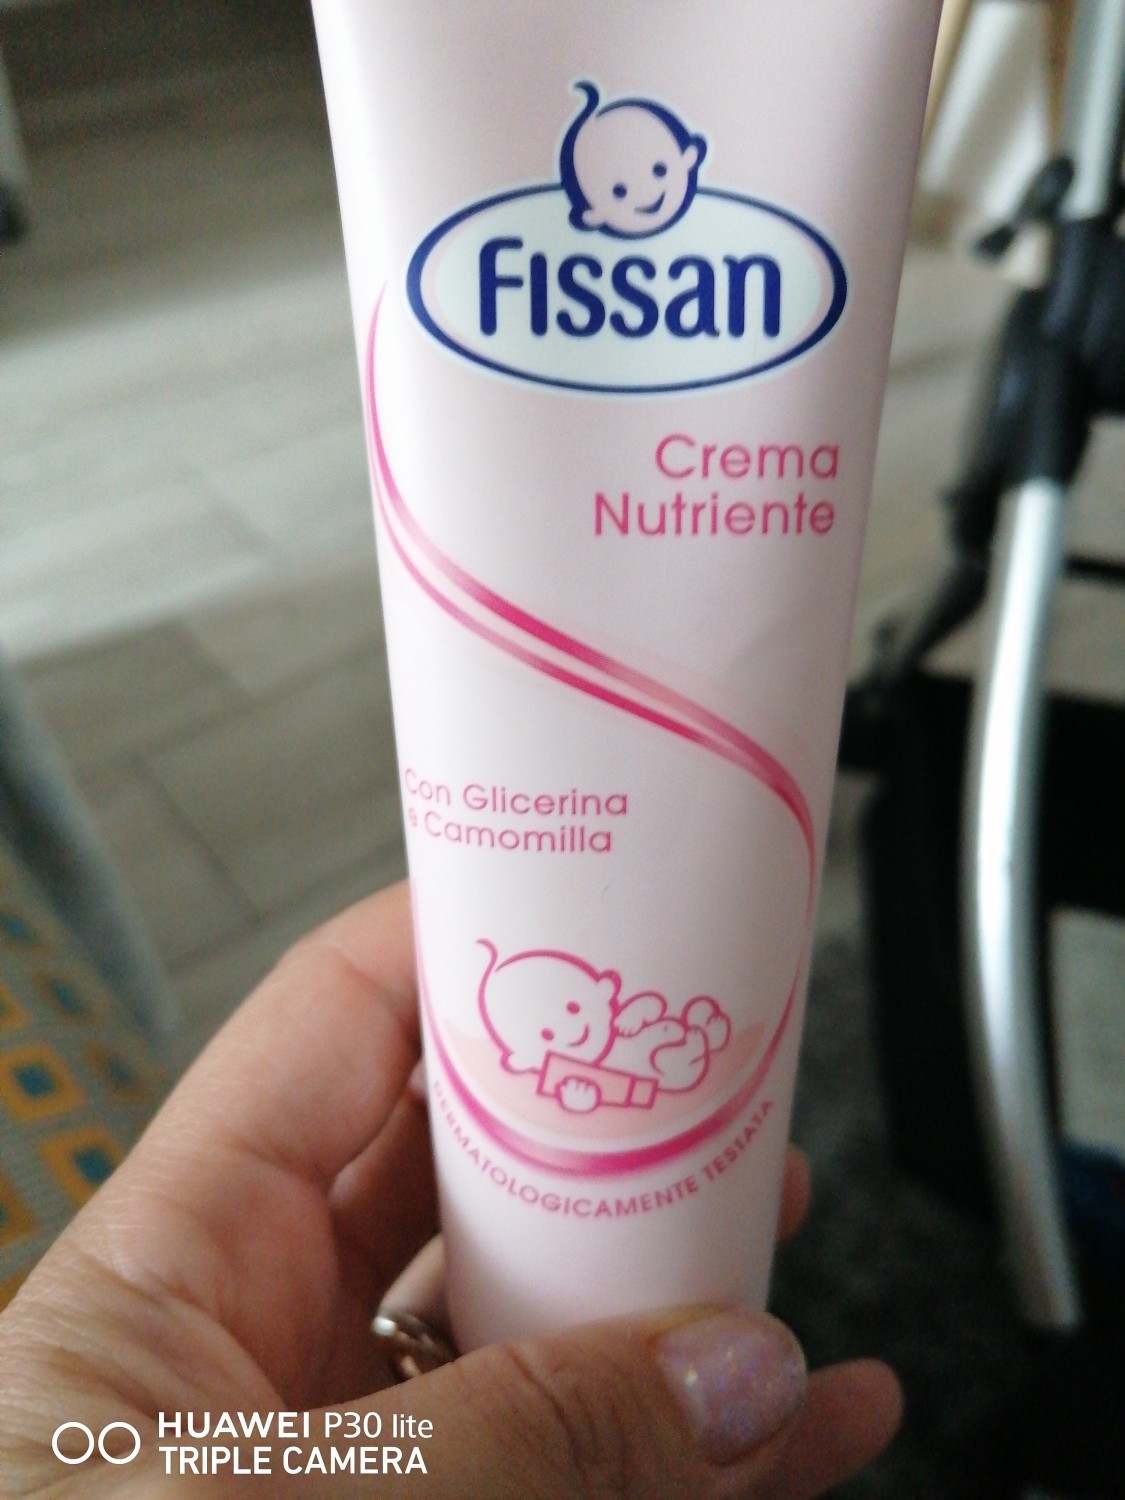 Fissan
Crema
Nutriente
Con Glicerina
e Camomilla
DERMATOLOGICAMENTE TESTATA
HUAWEI P30 lite
TRIPLE CAMERA